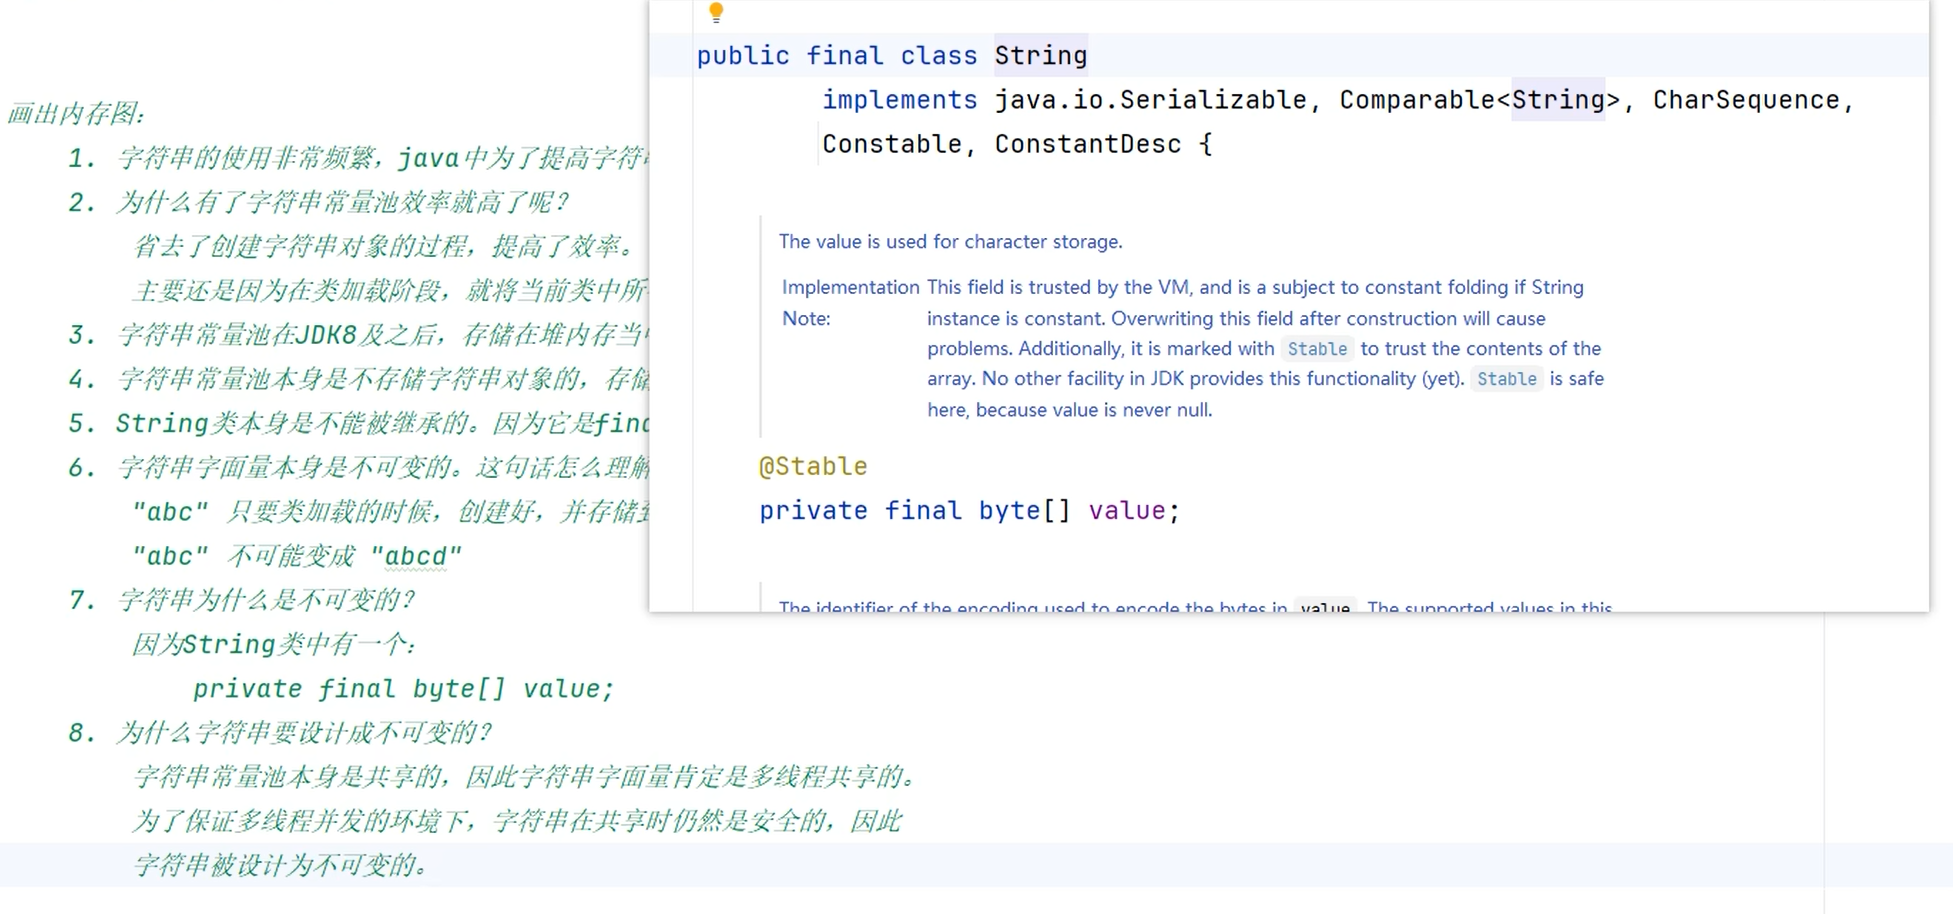 画出内存图：
1. 字符串的使用非常频繁，java中为了提高字符
2. 为什么有了字符串常量池效率就高了呢？
省去了创建字符串对象的过程，提高了效率。
主要还是因为在类加载阶段，就将当前类中所
3. 字符串常量池在JDK8及之后，存储在堆内存当
4. 字符串常量池本身是不存储字符串对象的，存储
5. String类本身是不能被继承的。因为它是fin
6. 字符串字面量本身是不可变的。这句话怎么理解
"abc" 只要类加载的时候，创建好，并存储
"abc" 不可能变成 "abcd"
7. 字符串为什么是不可变的？
因为String类中有一个：
private final byte[] value;
8. 为什么字符串要设计成不可变的？
字符串常量池本身是共享的，因此字符串字面量肯定是多线程共享的。
为了保证多线程并发的环境下，字符串在共享时仍然是安全的，因此
字符串被设计为不可变的。
public final class String
implements java.io.Serializable, Comparable<String>, CharSequence,
Constable, ConstantDesc {
The value is used for character storage.
Implementation This field is trusted by the VM, and is a subject to constant folding if String
Note: instance is constant. Overwriting this field after construction will cause
problems. Additionally, it is marked with Stable to trust the contents of the
array. No other facility in JDK provides this functionality (yet). Stable is safe
here, because value is never null.
@Stable
private final byte[] value;
The identifier of the encoding used to encode the bytes in value. The supported values in this